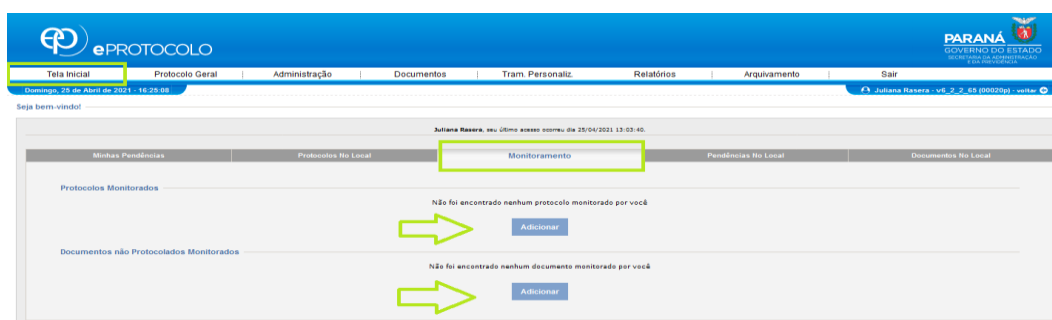 ep ePROTOCOLO
PARANÁ
GOVERNO DO ESTADO
SECRETARIA DA ADMINISTRAÇÃO
E DA PREVIDÊNCIA
Tela Inicial | Protocolo Geral | Administração | Documentos | Tram. Personaliz. | Relatórios | Arquivamento | Sair
Domingo, 25 de Abril de 2021 - 16:25:08
Juliana Rasera - v6_2_2_65 (00020p) - voltar
Seja bem-vindo!
Juliana Rasera, seu último acesso ocorreu dia 25/04/2021 13:03:40.
Minhas Pendências Protocolos No Local Monitoramento Pendências No Local Documentos No Local
Protocolos Monitorados
Não foi encontrado nenhum protocolo monitorado por você
Adicionar
Documentos não Protocolados Monitorados
Não foi encontrado nenhum documento monitorado por você
Adicionar